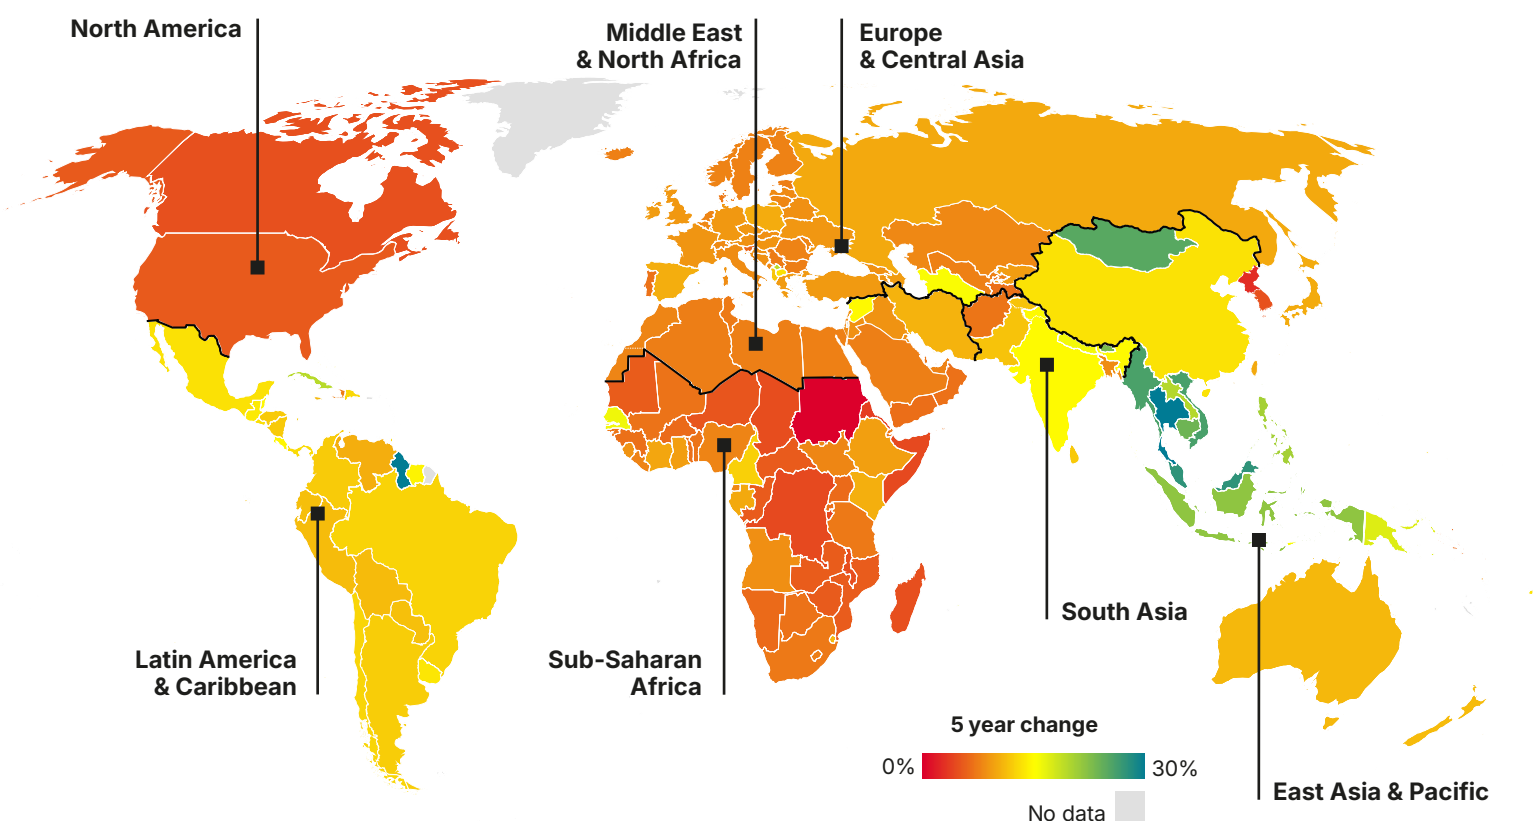 North America
Middle East
& North Africa
Europe
& Central Asia
Latin America
& Caribbean
Sub-Saharan
Africa
South Asia
5 year change
0%
30%
No data
East Asia & Pacific